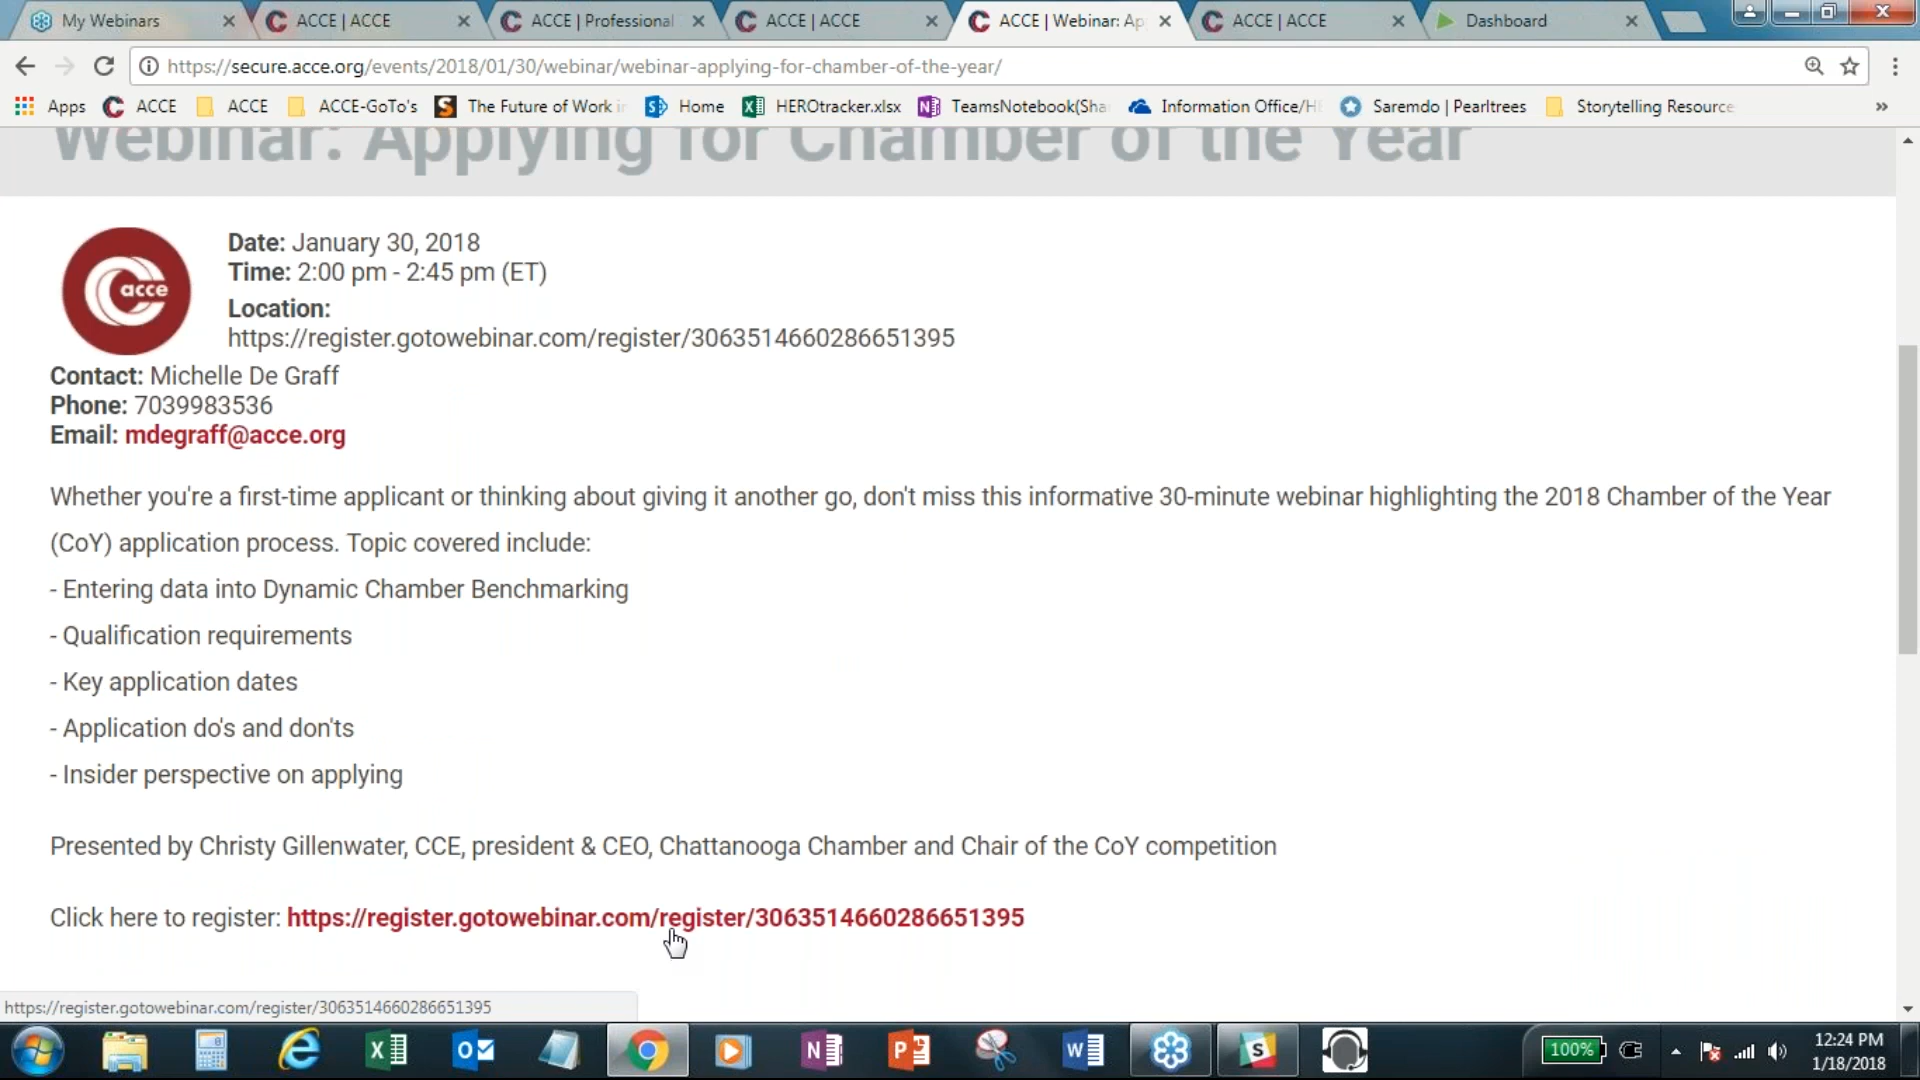 My Webinars
ACCE | ACCE
ACCE | Professional
ACCE | ACCE
ACCE | Webinar: Ap
ACCE | ACCE
Dashboard
https://secure.acce.org/events/2018/01/30/webinar/webinar-applying-for-chamber-of-the-year/
Apps
ACCE
ACCE
ACCE-GoTo's
The Future of Work in
Home
HEROtracker.xlsx
TeamsNotebook(Sha
Information Office/H
Saremdo | Pearltrees
Storytelling Resource
»
Webinar: Applying for Chamber of the Year
acce
Date: January 30, 2018
Time: 2:00 pm - 2:45 pm (ET)
Location:
https://register.gotowebinar.com/register/3063514660286651395
Contact: Michelle De Graff
Phone: 7039983536
Email: mdegraff@acce.org
Whether you're a first-time applicant or thinking about giving it another go, don't miss this informative 30-minute webinar highlighting the 2018 Chamber of the Year
(CoY) application process. Topic covered include:
- Entering data into Dynamic Chamber Benchmarking
- Qualification requirements
- Key application dates
- Application do's and don'ts
- Insider perspective on applying
Presented by Christy Gillenwater, CCE, president & CEO, Chattanooga Chamber and Chair of the CoY competition
Click here to register: https://register.gotowebinar.com/register/3063514660286651395
https://register.gotowebinar.com/register/3063514660286651395
100%
12:24 PM
1/18/2018